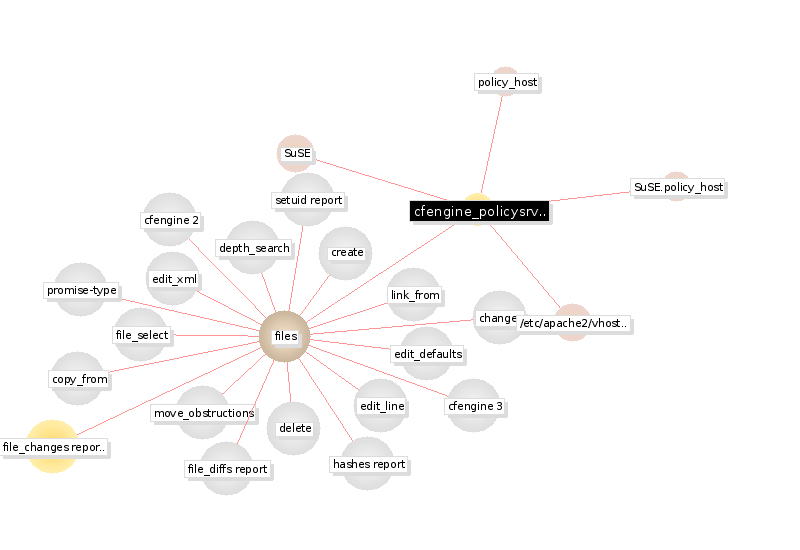 policy_host
SuSE
SuSE.policy_host
setuid report
cfengine_policysrv..
cfengine 2
depth_search
create
edit_xml
promise-type
link_from
change
/etc/apache2/vhost..
file_select
files
edit_defaults
copy_from
edit_line
cfengine 3
move_obstructions
delete
file_changes repor..
hashes report
file_diffs report